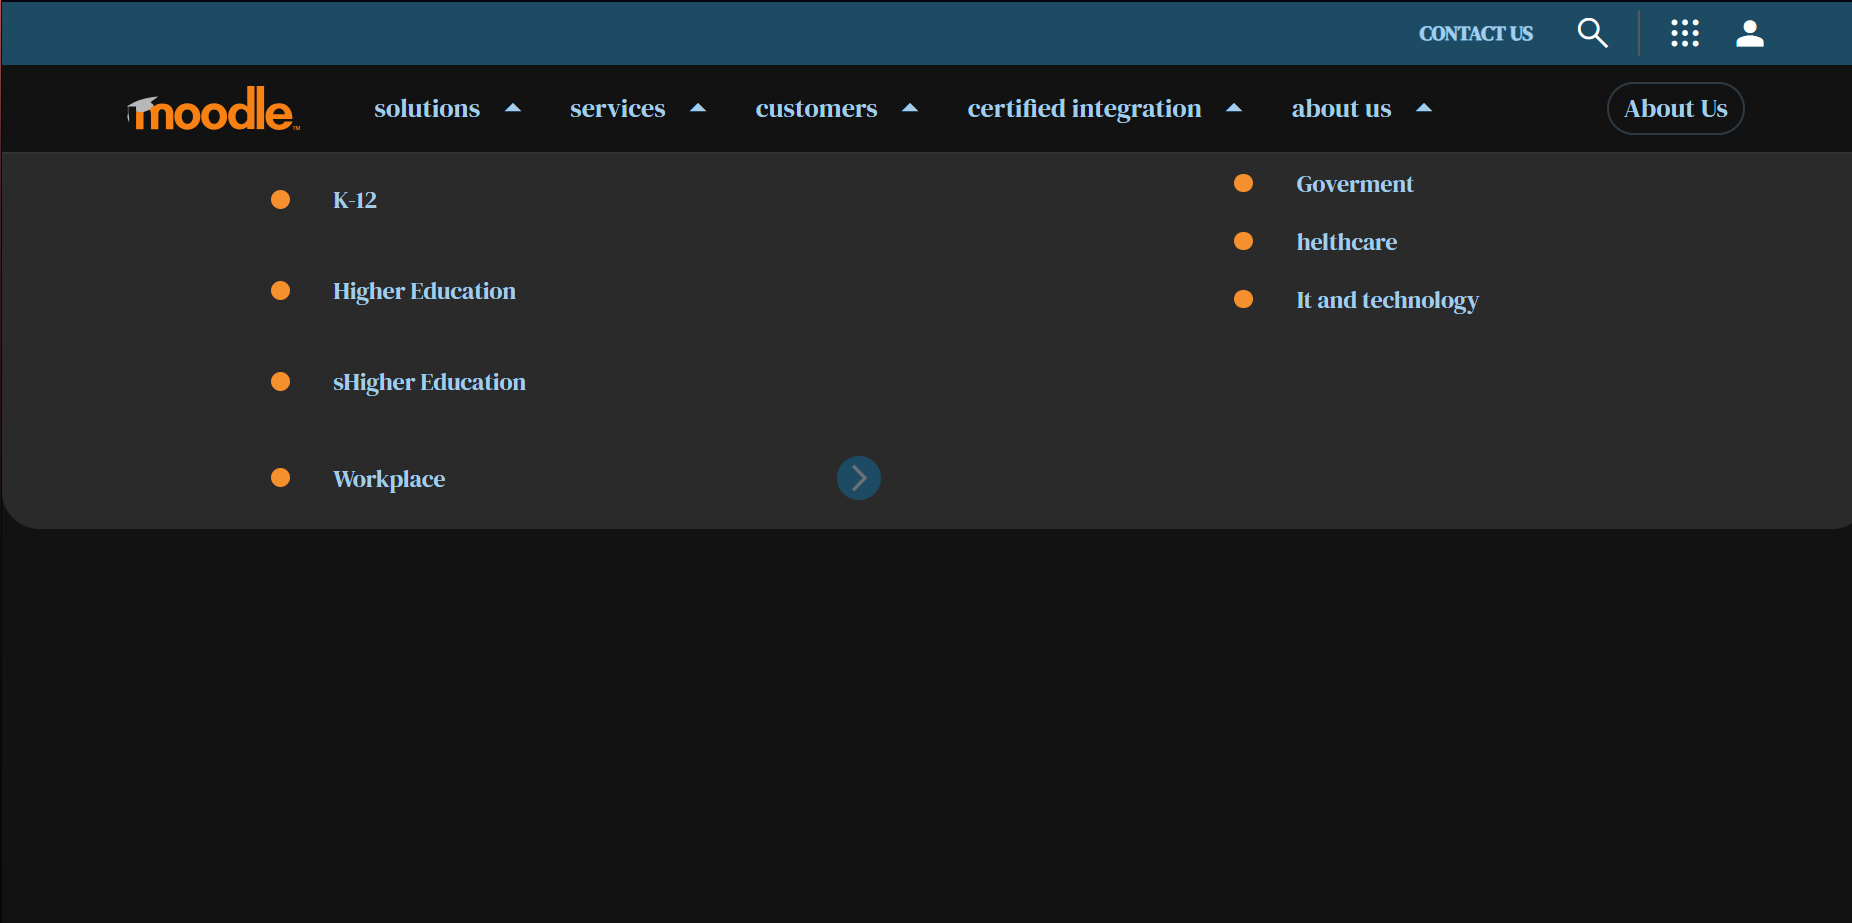 CONTACT US
moodle™
solutions
services
customers
certified integration
about us
About Us
K-12
Higher Education
sHigher Education
Workplace
Goverment
helthcare
It and technology